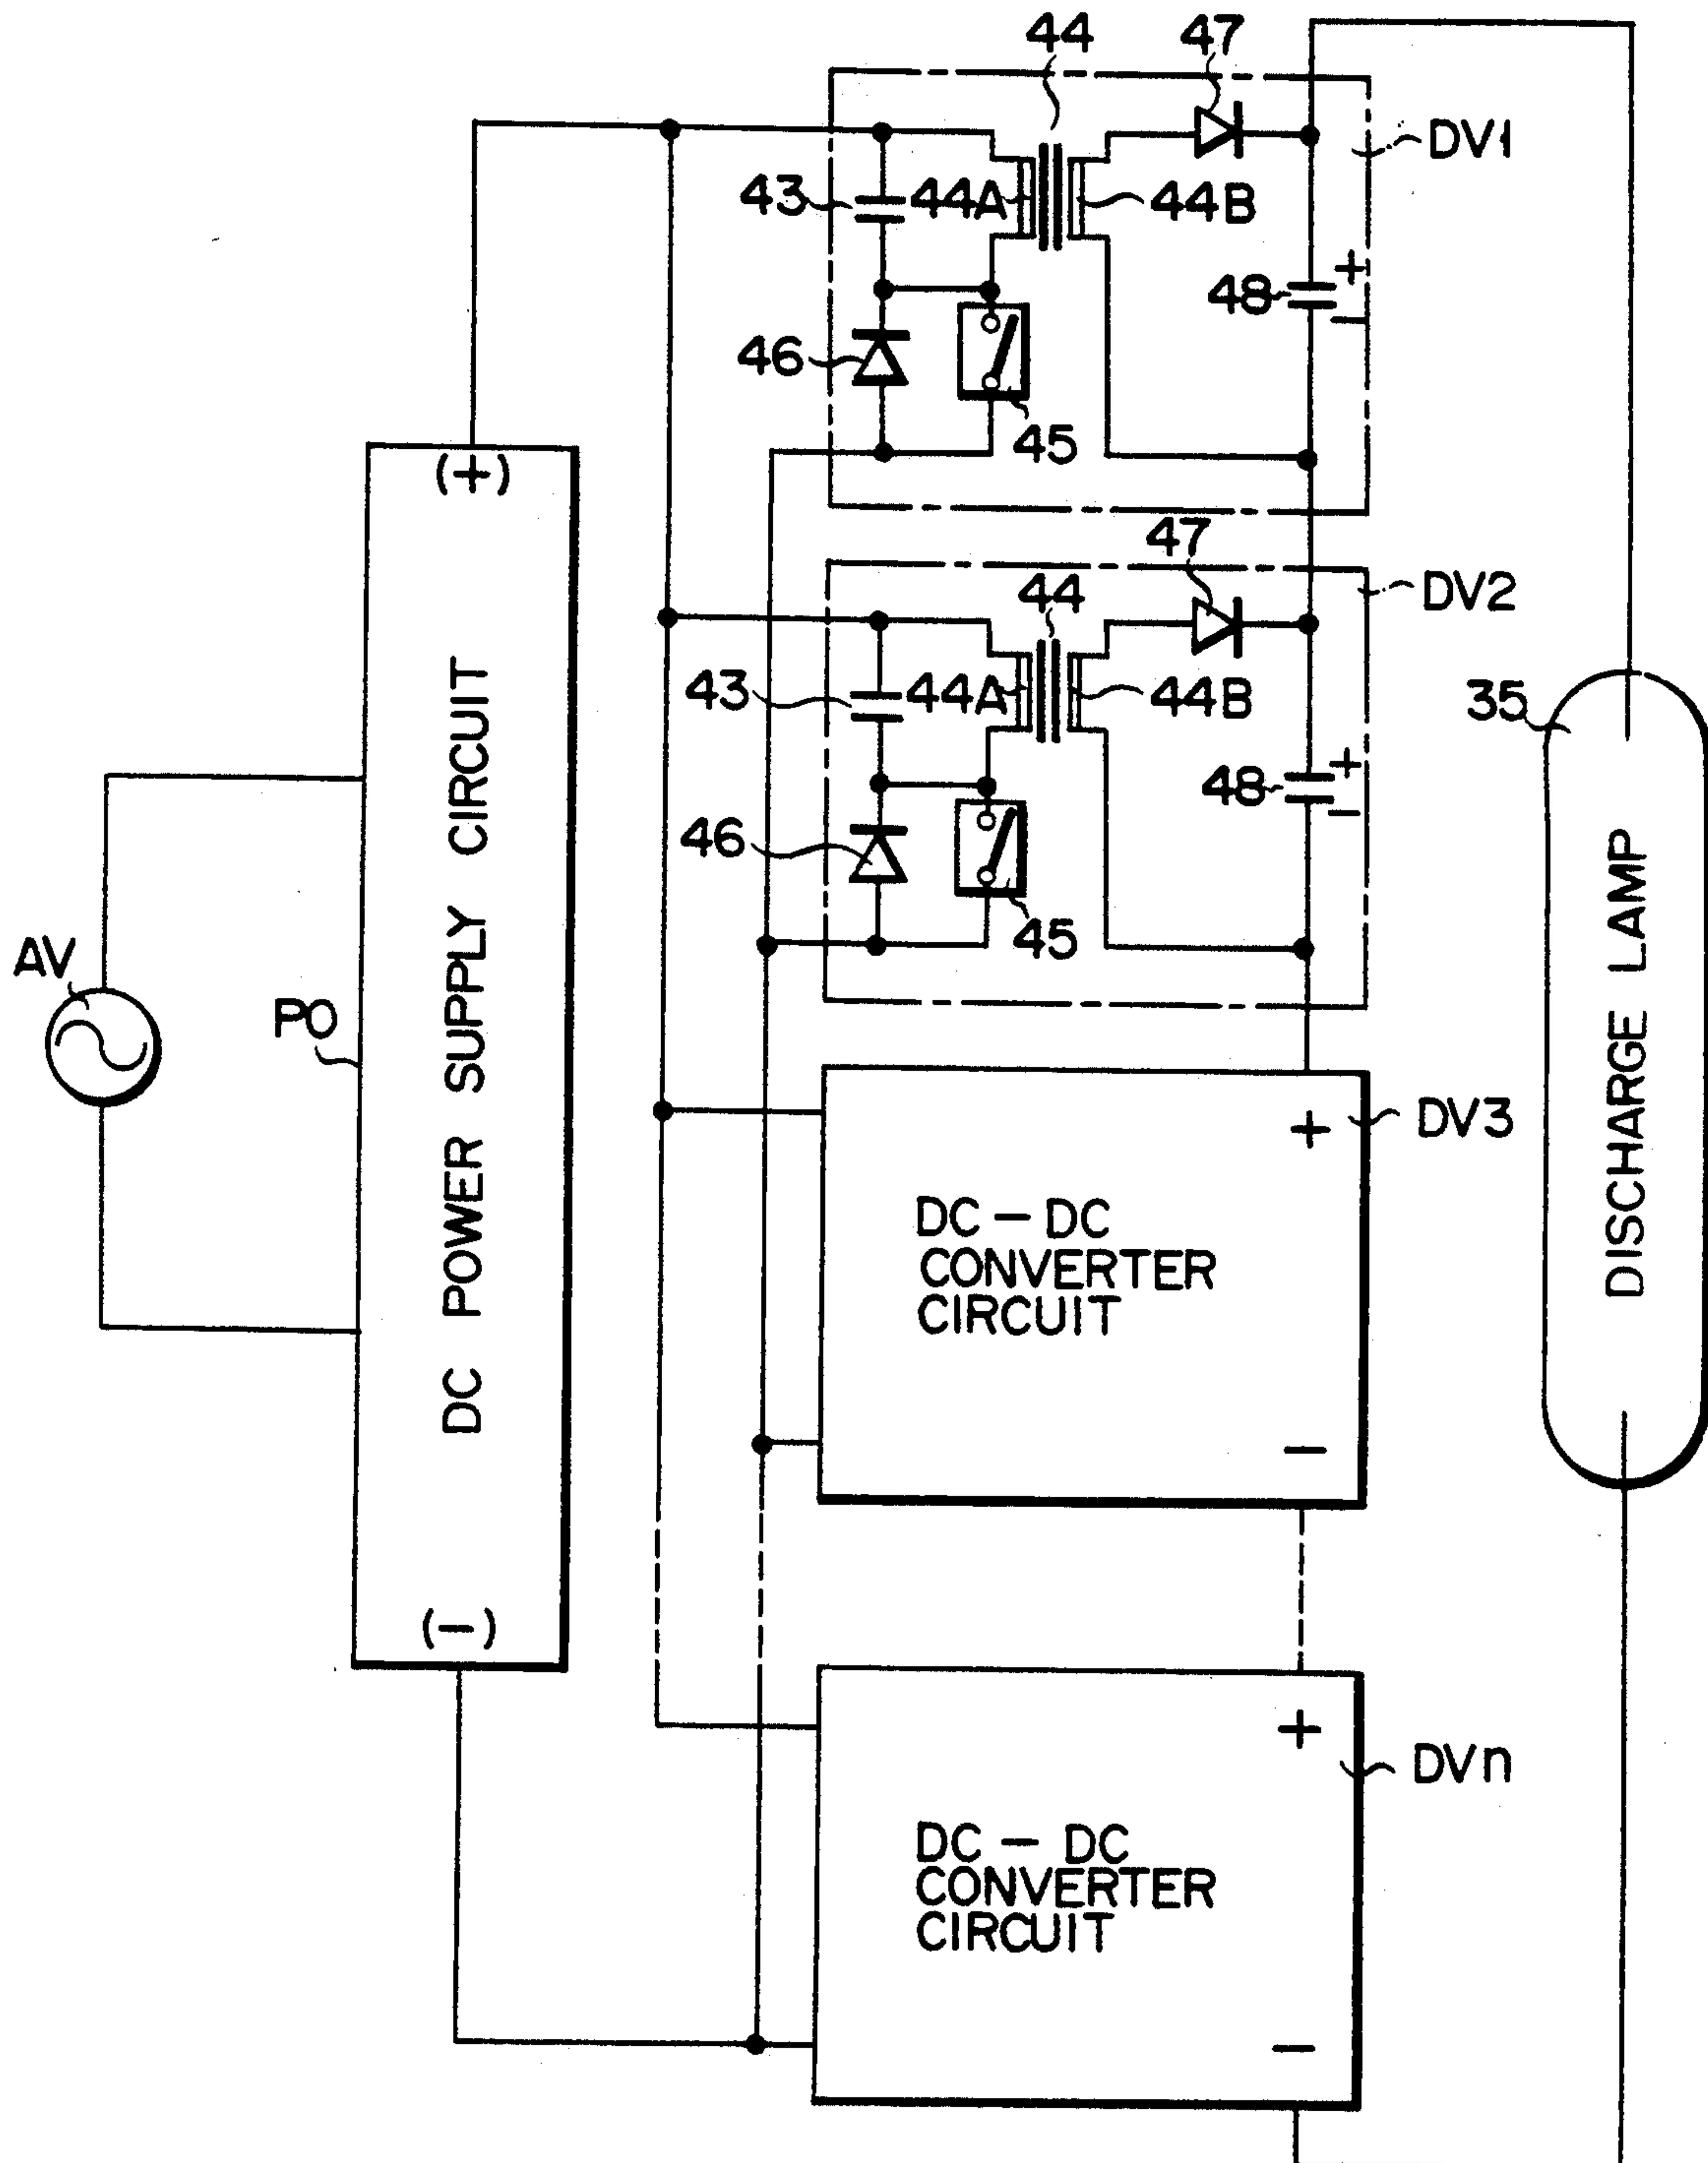 44
47
DV1
43
44A
44B
+
48
−
46
45
(+)
47
DV2
44
43
44A
44B
35
+
48
−
46
45
AV
PO
DC POWER SUPPLY CIRCUIT
DISCHARGE LAMP
DV3
+
DC − DC
CONVERTER
CIRCUIT
−
(−)
+
DVn
DC − DC
CONVERTER
CIRCUIT
−